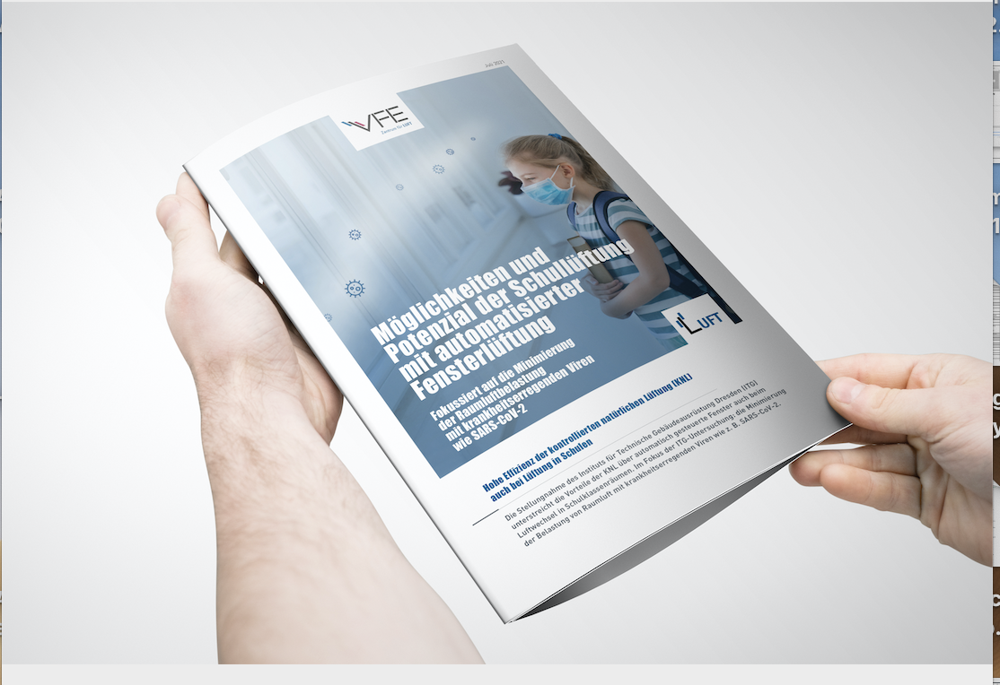 Juli 2021
VFE
Zentrum für LUFT
Möglichkeiten und
Potenzial der Schullüftung
mit automatisierter
Fensterlüftung
Fokussiert auf die Minimierung
der Raumluftbelastung
mit krankheitserregenden Viren
wie SARS-CoV-2
LUFT
Hohe Effizienz der kontrollierten natürlichen Lüftung (KNL)
auch bei Lüftung in Schulen
Die Stellungnahme des Instituts für Technische Gebäudeausrüstung Dresden (ITG)
unterstreicht die Vorteile der KNL über automatisch gesteuerte Fenster auch beim
Luftwechsel in Schulklassenräumen. Im Fokus der ITG-Untersuchung: die Minimierung
der Belastung von Raumluft mit krankheitserregenden Viren wie z. B. SARS-CoV-2.